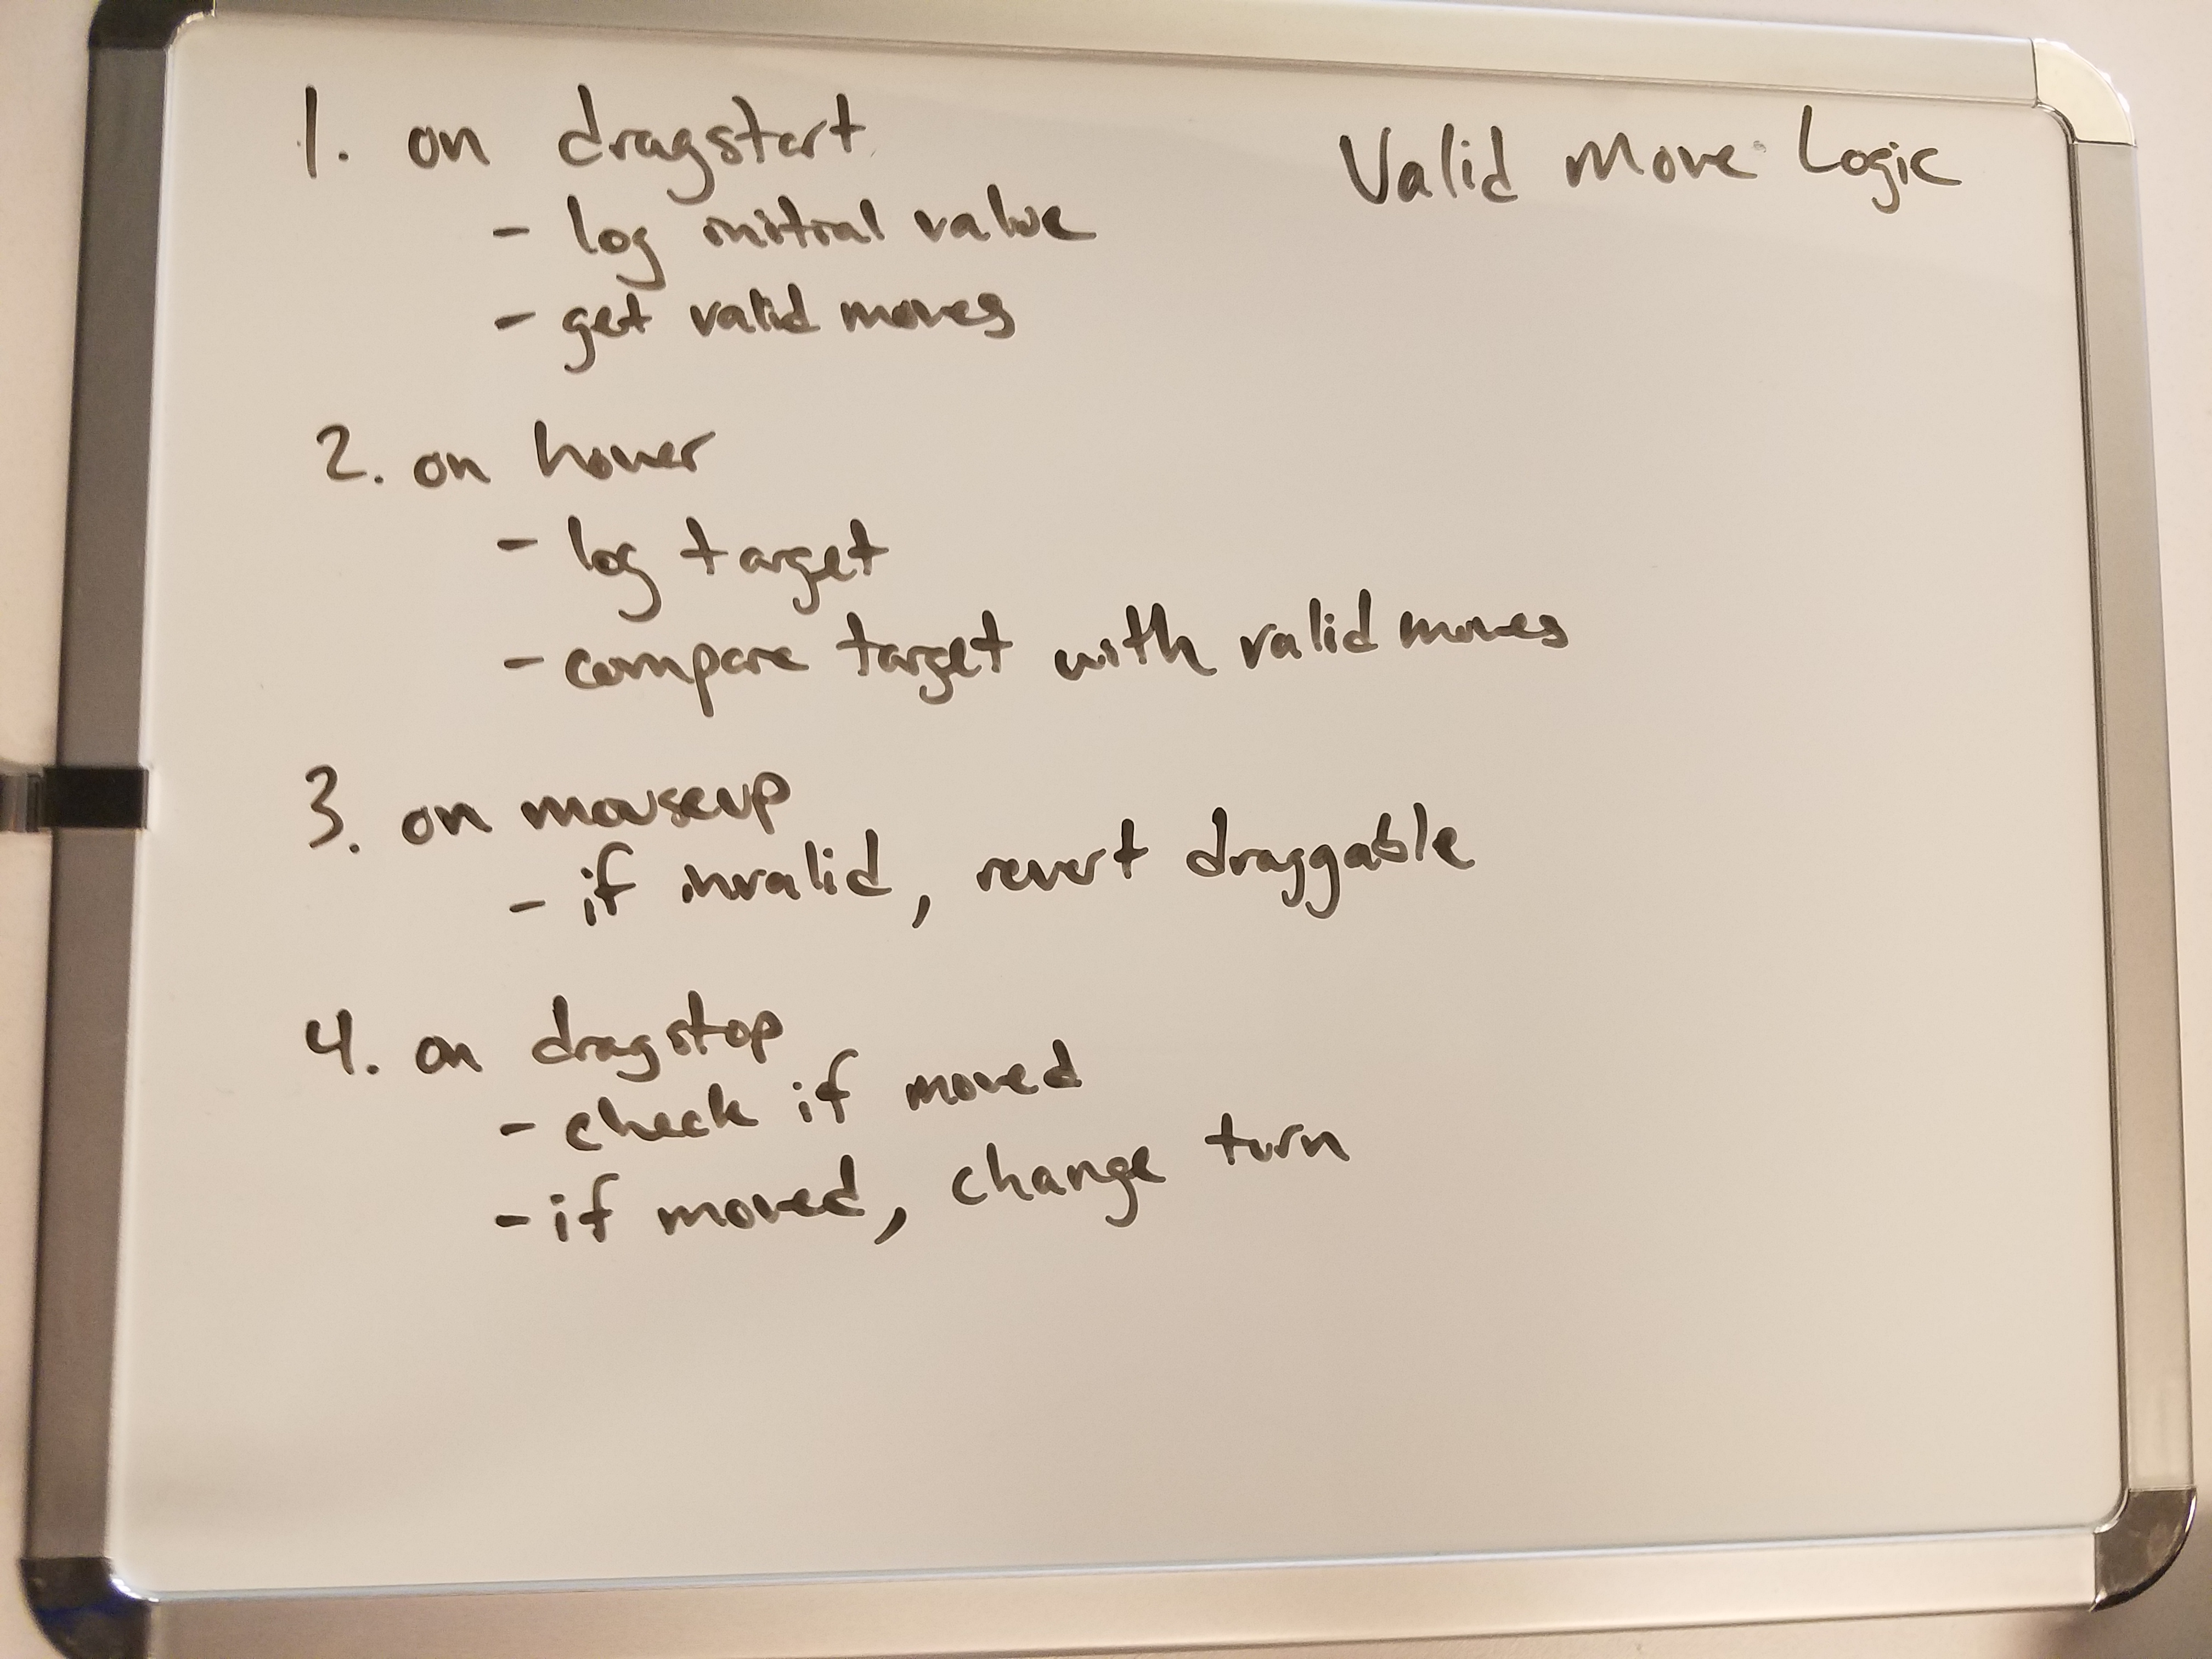 Valid Move Logic
1. on dragstart
- log initial value
- get valid moves
2. on hover
- log target
- compare target with valid moves
3. on mouseup
- if invalid, revert draggable
4. on dragstop
- check if moved
- if moved, change turn